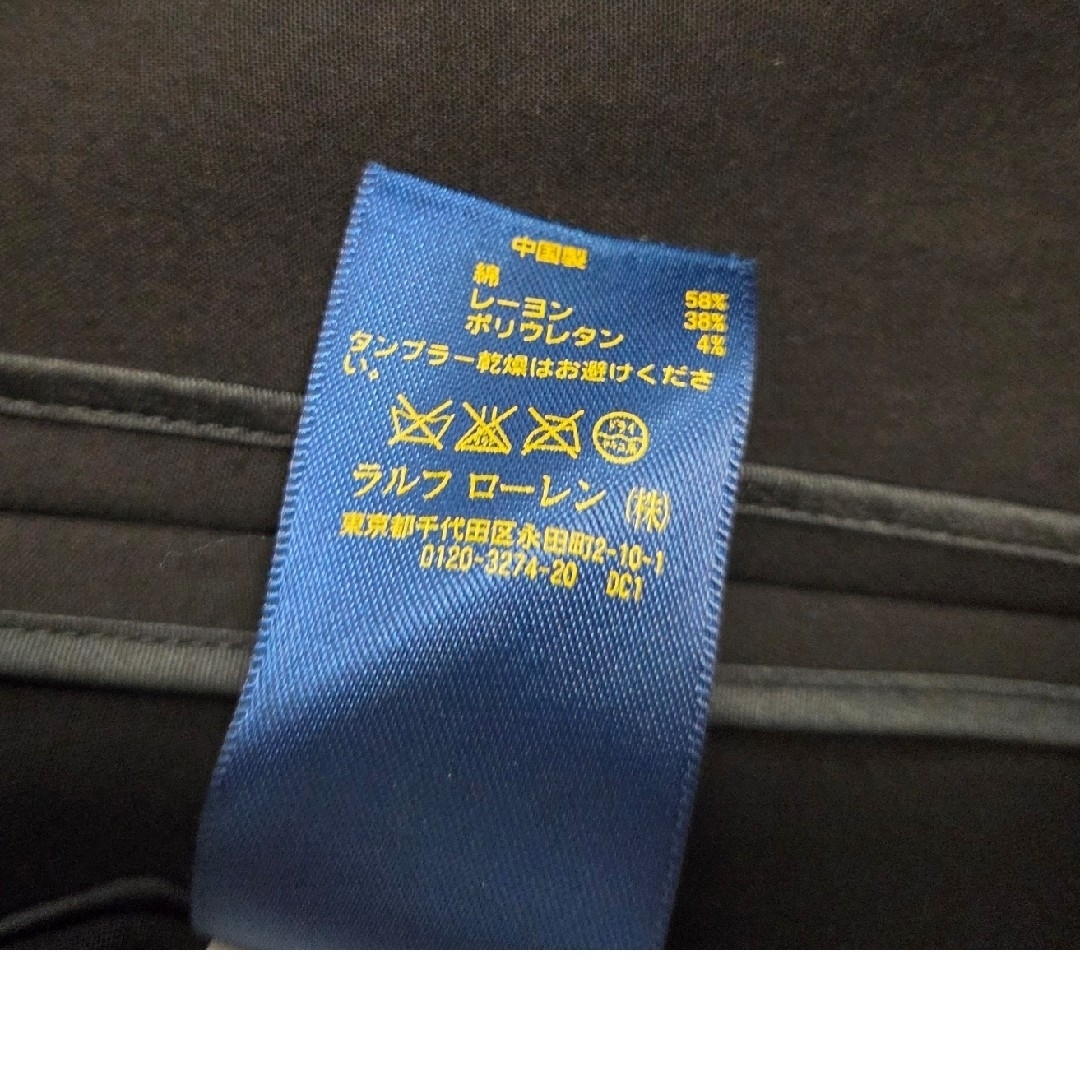 中国製
綿 58%
レーヨン 38%
ポリウレタン 4%
タンブラー乾燥はお避けくださ
い。
ラルフ ローレン (株)
東京都千代田区永田町2-10-1
0120-3274-20 DC1